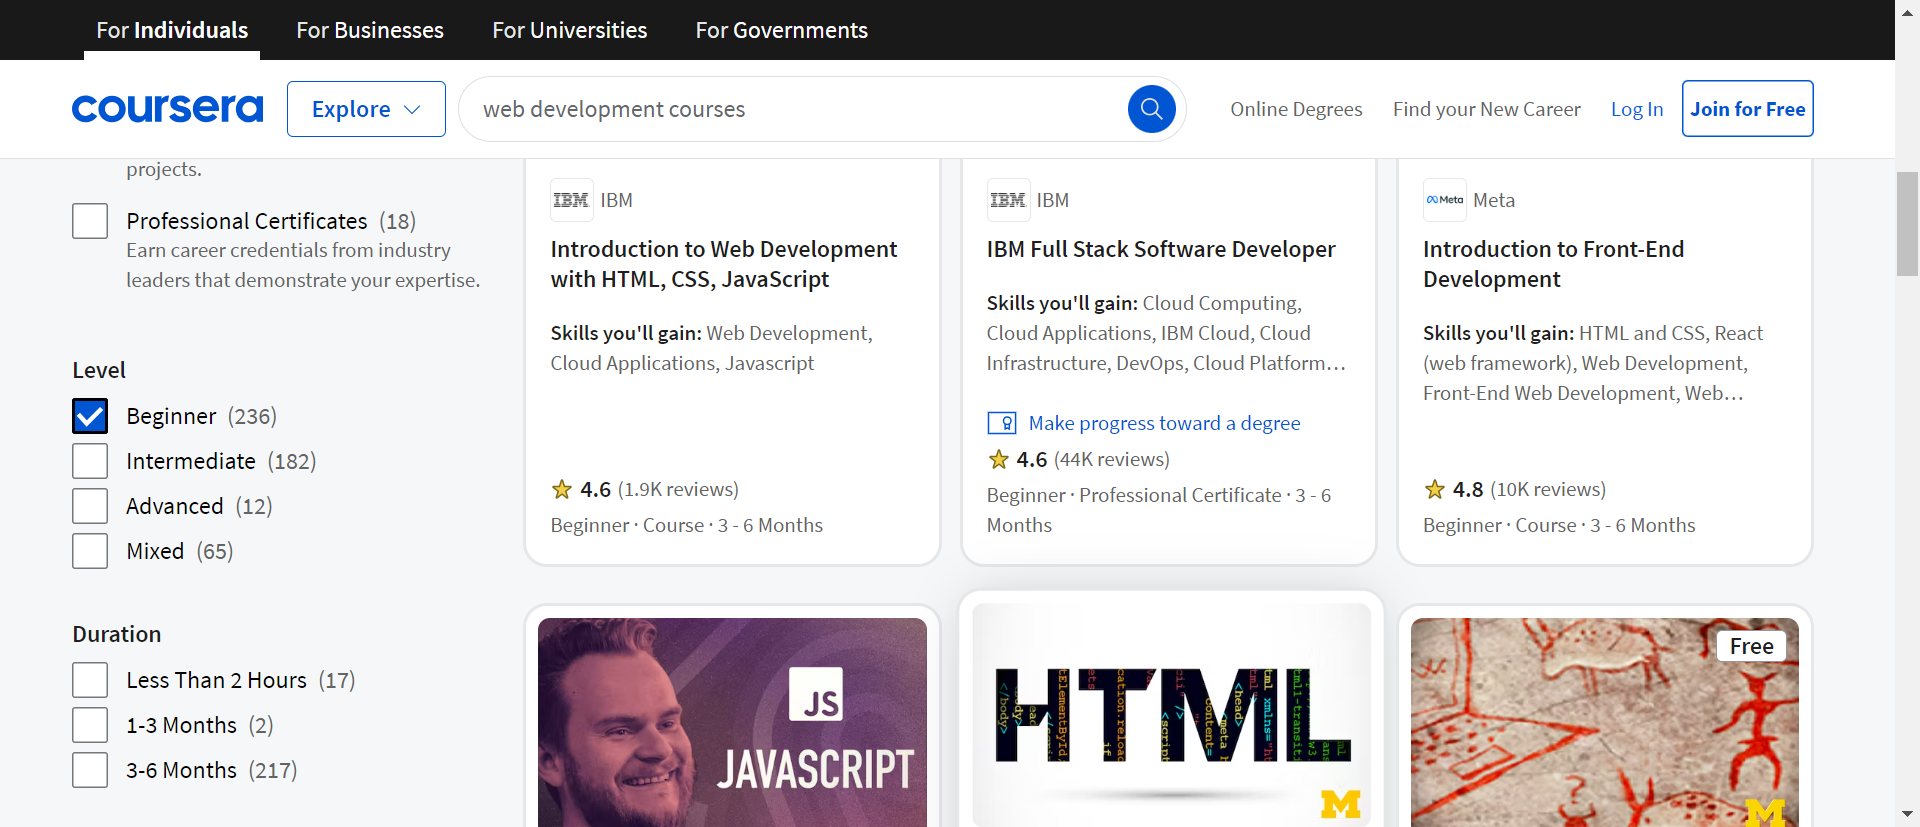 For Individuals
For Businesses
For Universities
For Governments
coursera
Explore
web development courses
Online Degrees
Find your New Career
Log In
Join for Free
projects.
Professional Certificates (18)
Earn career credentials from industry
leaders that demonstrate your expertise.
Level
Beginner (236)
Intermediate (182)
Advanced (12)
Mixed (65)
Duration
Less Than 2 Hours (17)
1-3 Months (2)
3-6 Months (217)
IBM IBM
Introduction to Web Development
with HTML, CSS, JavaScript
Skills you'll gain: Web Development,
Cloud Applications, Javascript
4.6 (1.9K reviews)
Beginner · Course · 3 - 6 Months
IBM IBM
IBM Full Stack Software Developer
Skills you'll gain: Cloud Computing,
Cloud Applications, IBM Cloud, Cloud
Infrastructure, DevOps, Cloud Platform…
Make progress toward a degree
4.6 (44K reviews)
Beginner · Professional Certificate · 3 - 6
Months
Meta Meta
Introduction to Front-End
Development
Skills you'll gain: HTML and CSS, React
(web framework), Web Development,
Front-End Web Development, Web…
4.8 (10K reviews)
Beginner · Course · 3 - 6 Months
JS
JAVASCRIPT
HTML
M
Free
M